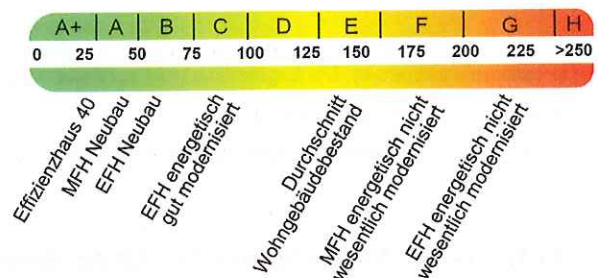 A+ A B C D E F G H
0 25 50 75 100 125 150 175 200 225 >250
Effizienzhaus 40
MFH Neubau
EFH Neubau
EFH energetisch
gut modernisiert
Durchschnitt
Wohngebäudebestand
MFH energetisch nicht
wesentlich modernisiert
EFH energetisch nicht
wesentlich modernisiert